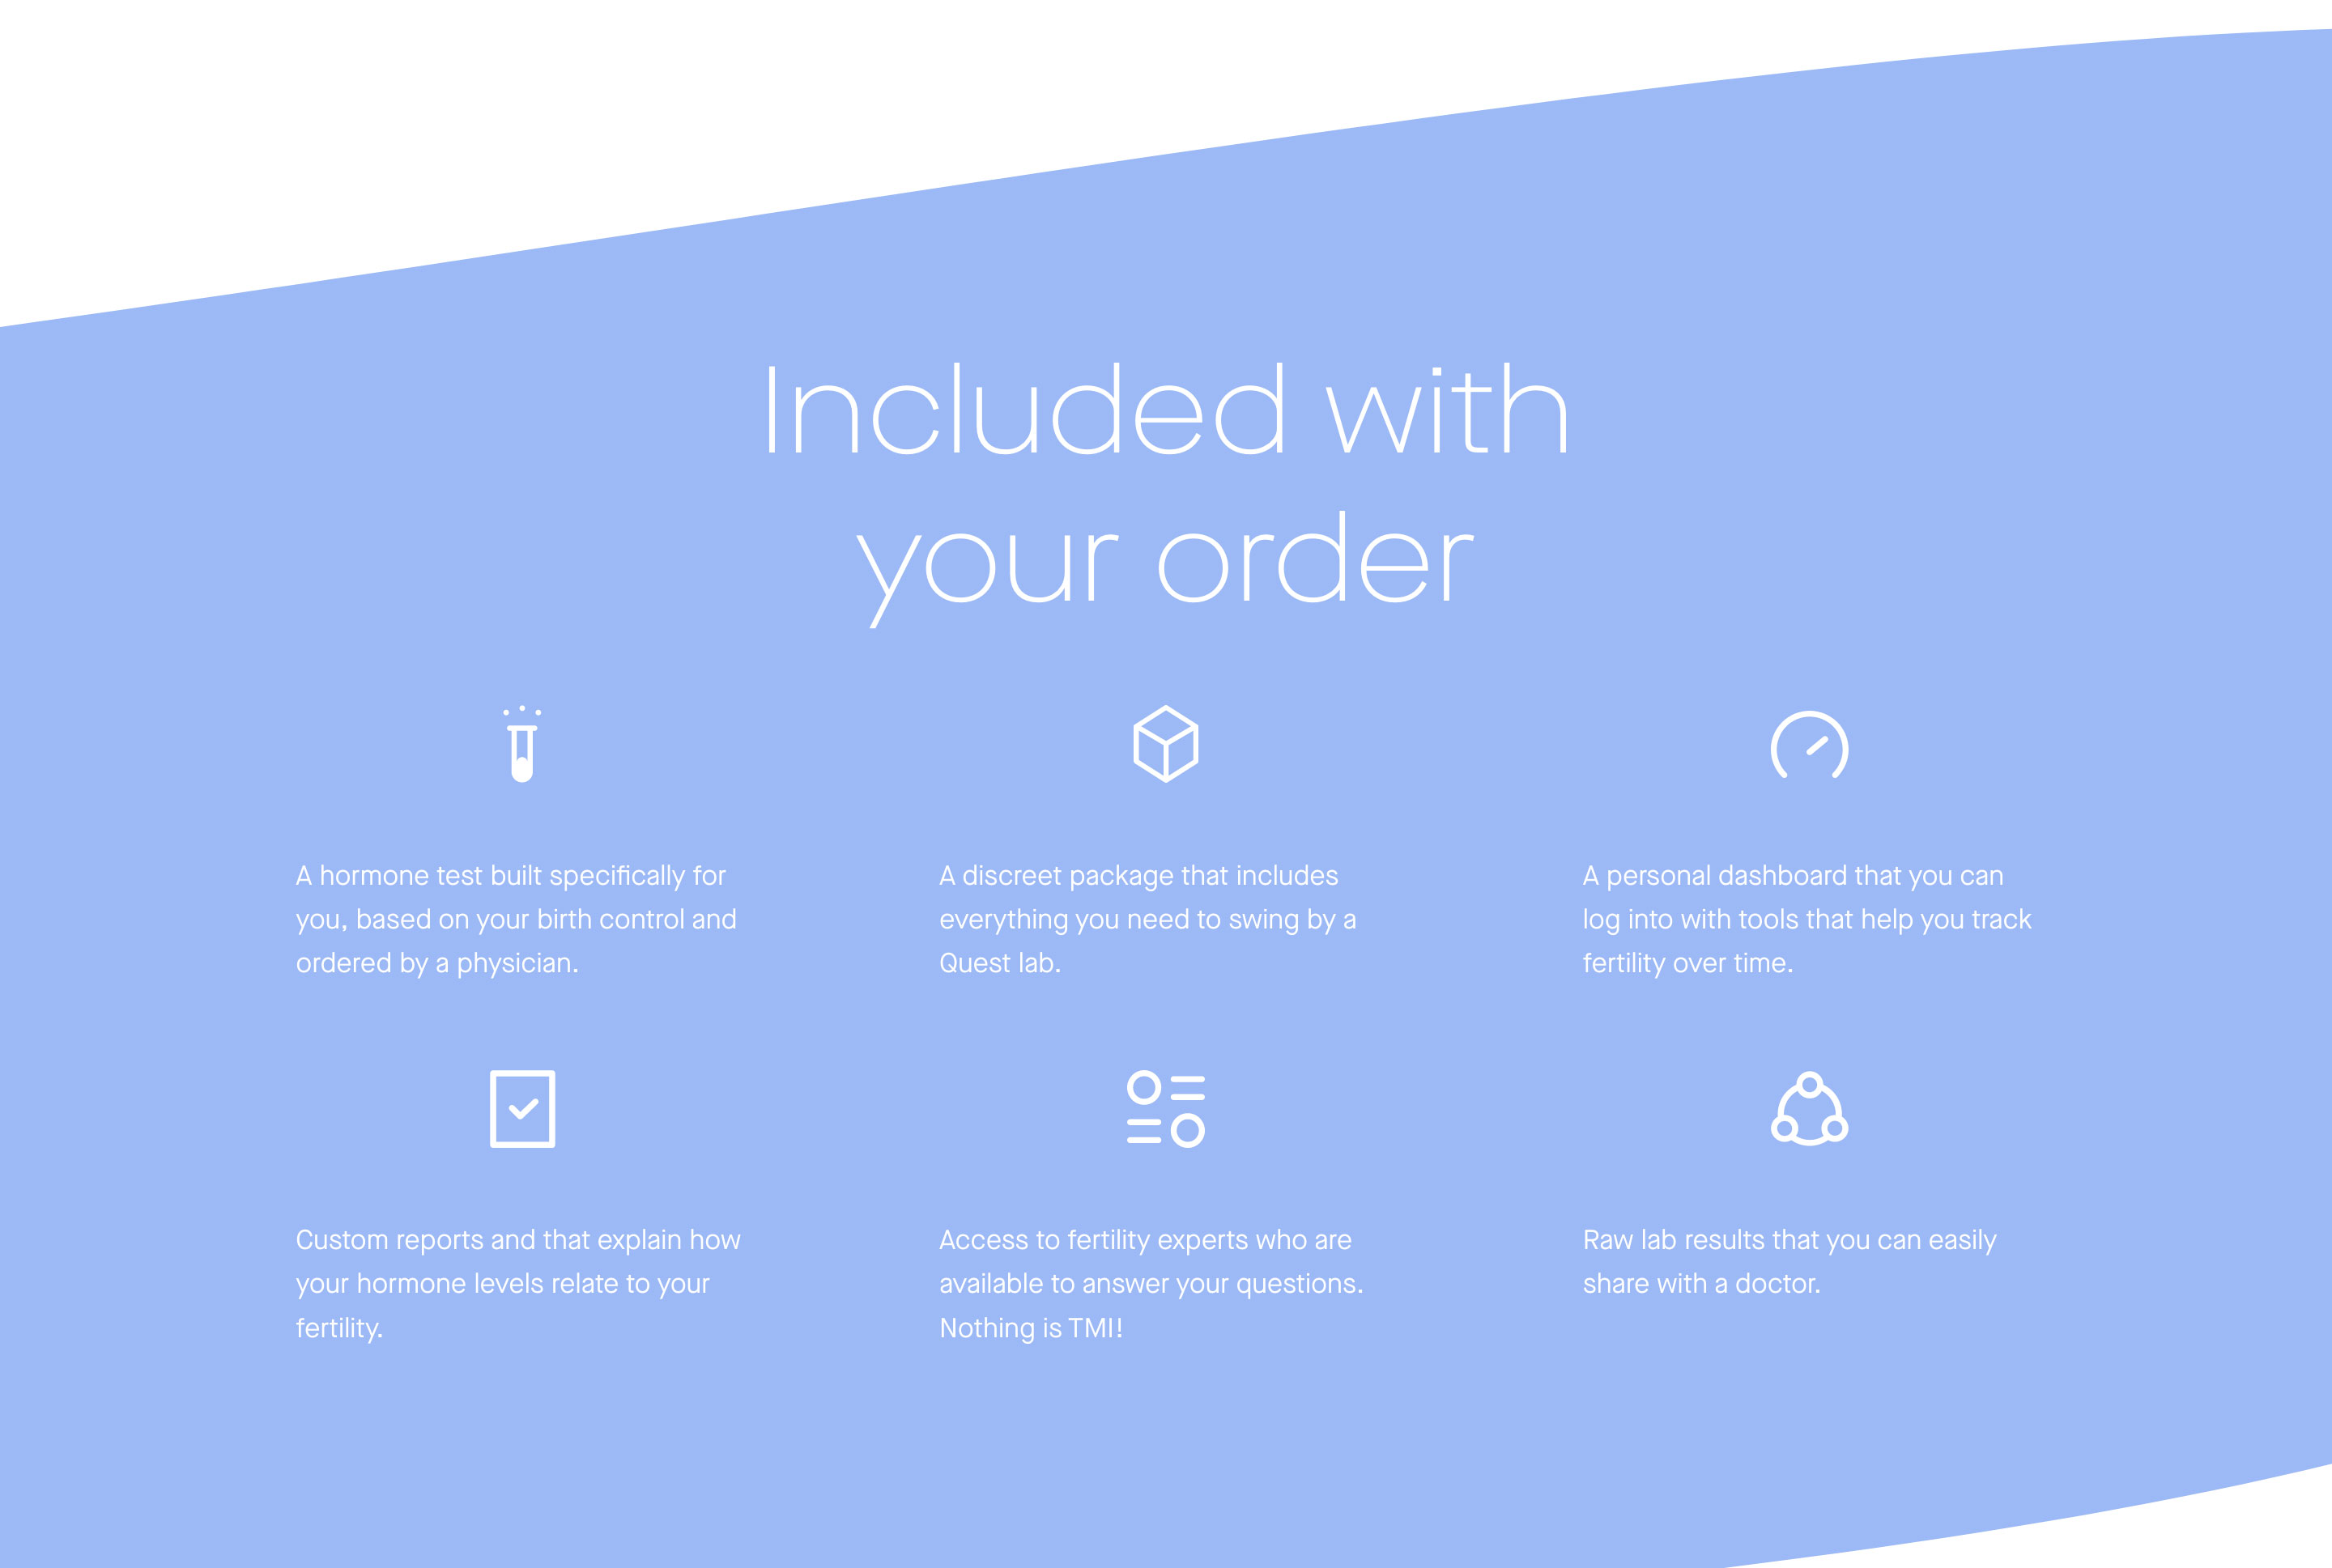 Included with
your order
A hormone test built specifically for
you, based on your birth control and
ordered by a physician.
A discreet package that includes
everything you need to swing by a
Quest lab.
A personal dashboard that you can
log into with tools that help you track
fertility over time.
Custom reports and that explain how
your hormone levels relate to your
fertility.
Access to fertility experts who are
available to answer your questions.
Nothing is TMI!
Raw lab results that you can easily
share with a doctor.